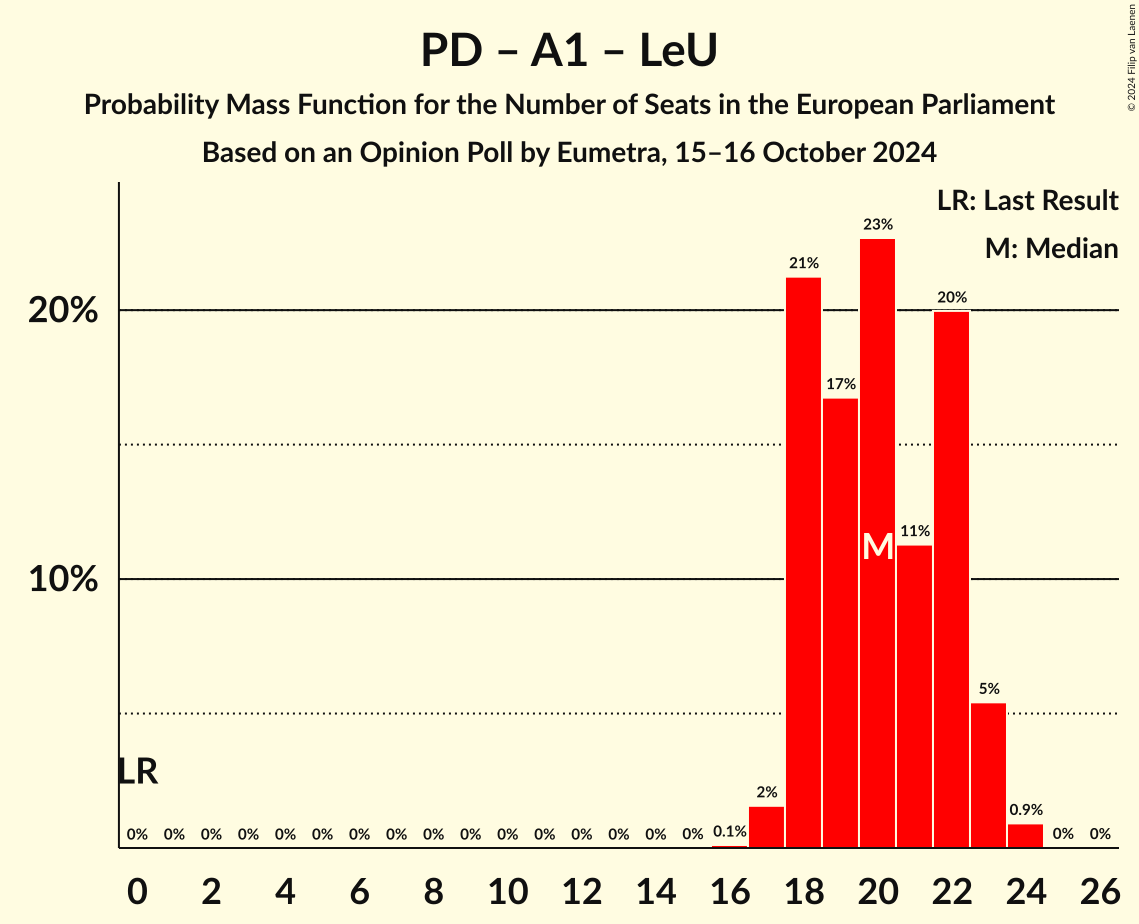 PD – A1 – LeU
Probability Mass Function for the Number of Seats in the European Parliament
Based on an Opinion Poll by Eumetra, 15–16 October 2024
© 2024 Filip van Laenen
LR: Last Result
M: Median
20%
10%
LR
0% 0% 0% 0% 0% 0% 0% 0% 0% 0% 0% 0% 0% 0% 0% 0% 0.1% 2% 21% 17% 23% 11% 20% 5% 0.9% 0% 0%
M
0 2 4 6 8 10 12 14 16 18 20 22 24 26